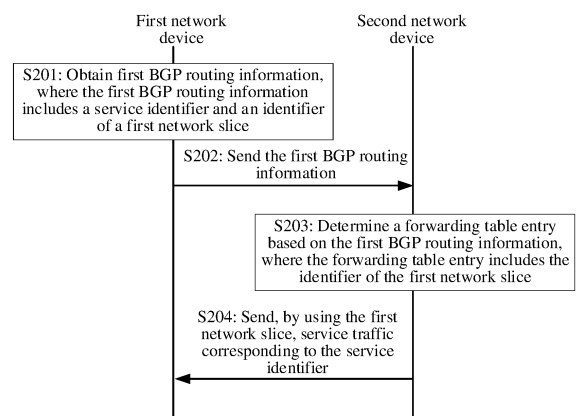 First network
device
Second network
device
S201: Obtain first BGP routing information,
where the first BGP routing information
includes a service identifier and an identifier
of a first network slice
S202: Send the first BGP routing
information
S203: Determine a forwarding table entry
based on the first BGP routing information,
where the forwarding table entry includes the
identifier of the first network slice
S204: Send, by using the first
network slice, service traffic
corresponding to the service
identifier